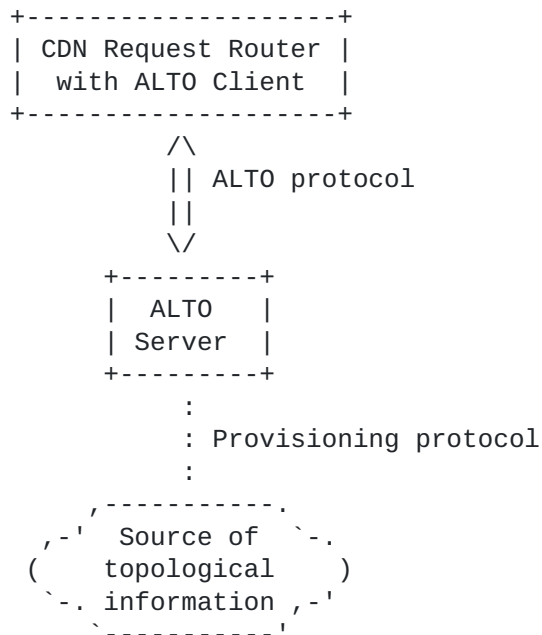 CDN Request Router
with ALTO Client
ALTO protocol
ALTO
Server
Provisioning protocol
Source of
topological
information